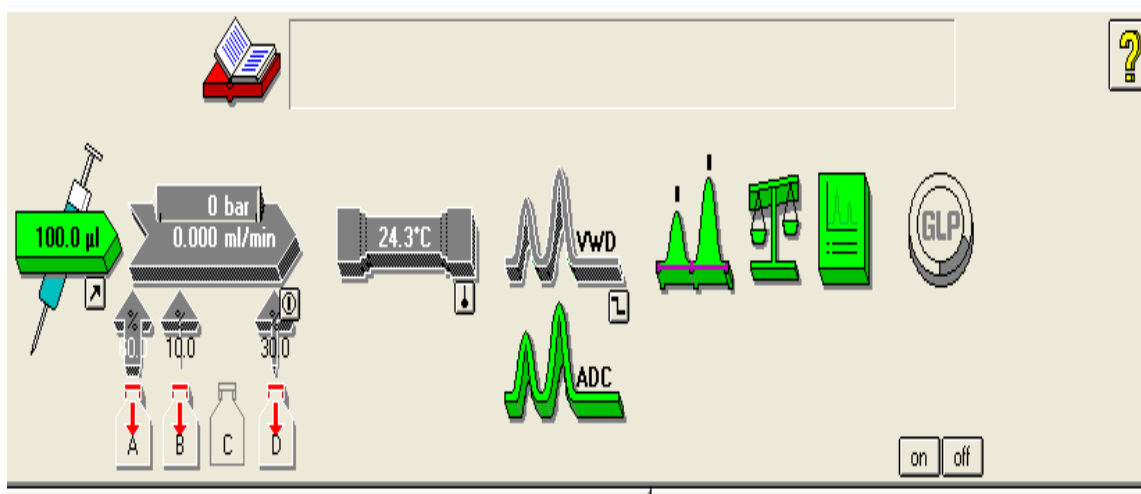 ?
0 bar
100.0 µl
0.000 ml/min
24.3°C
VWD
GLP
% % %
10.0 30.0
ADC
A B C D
on off